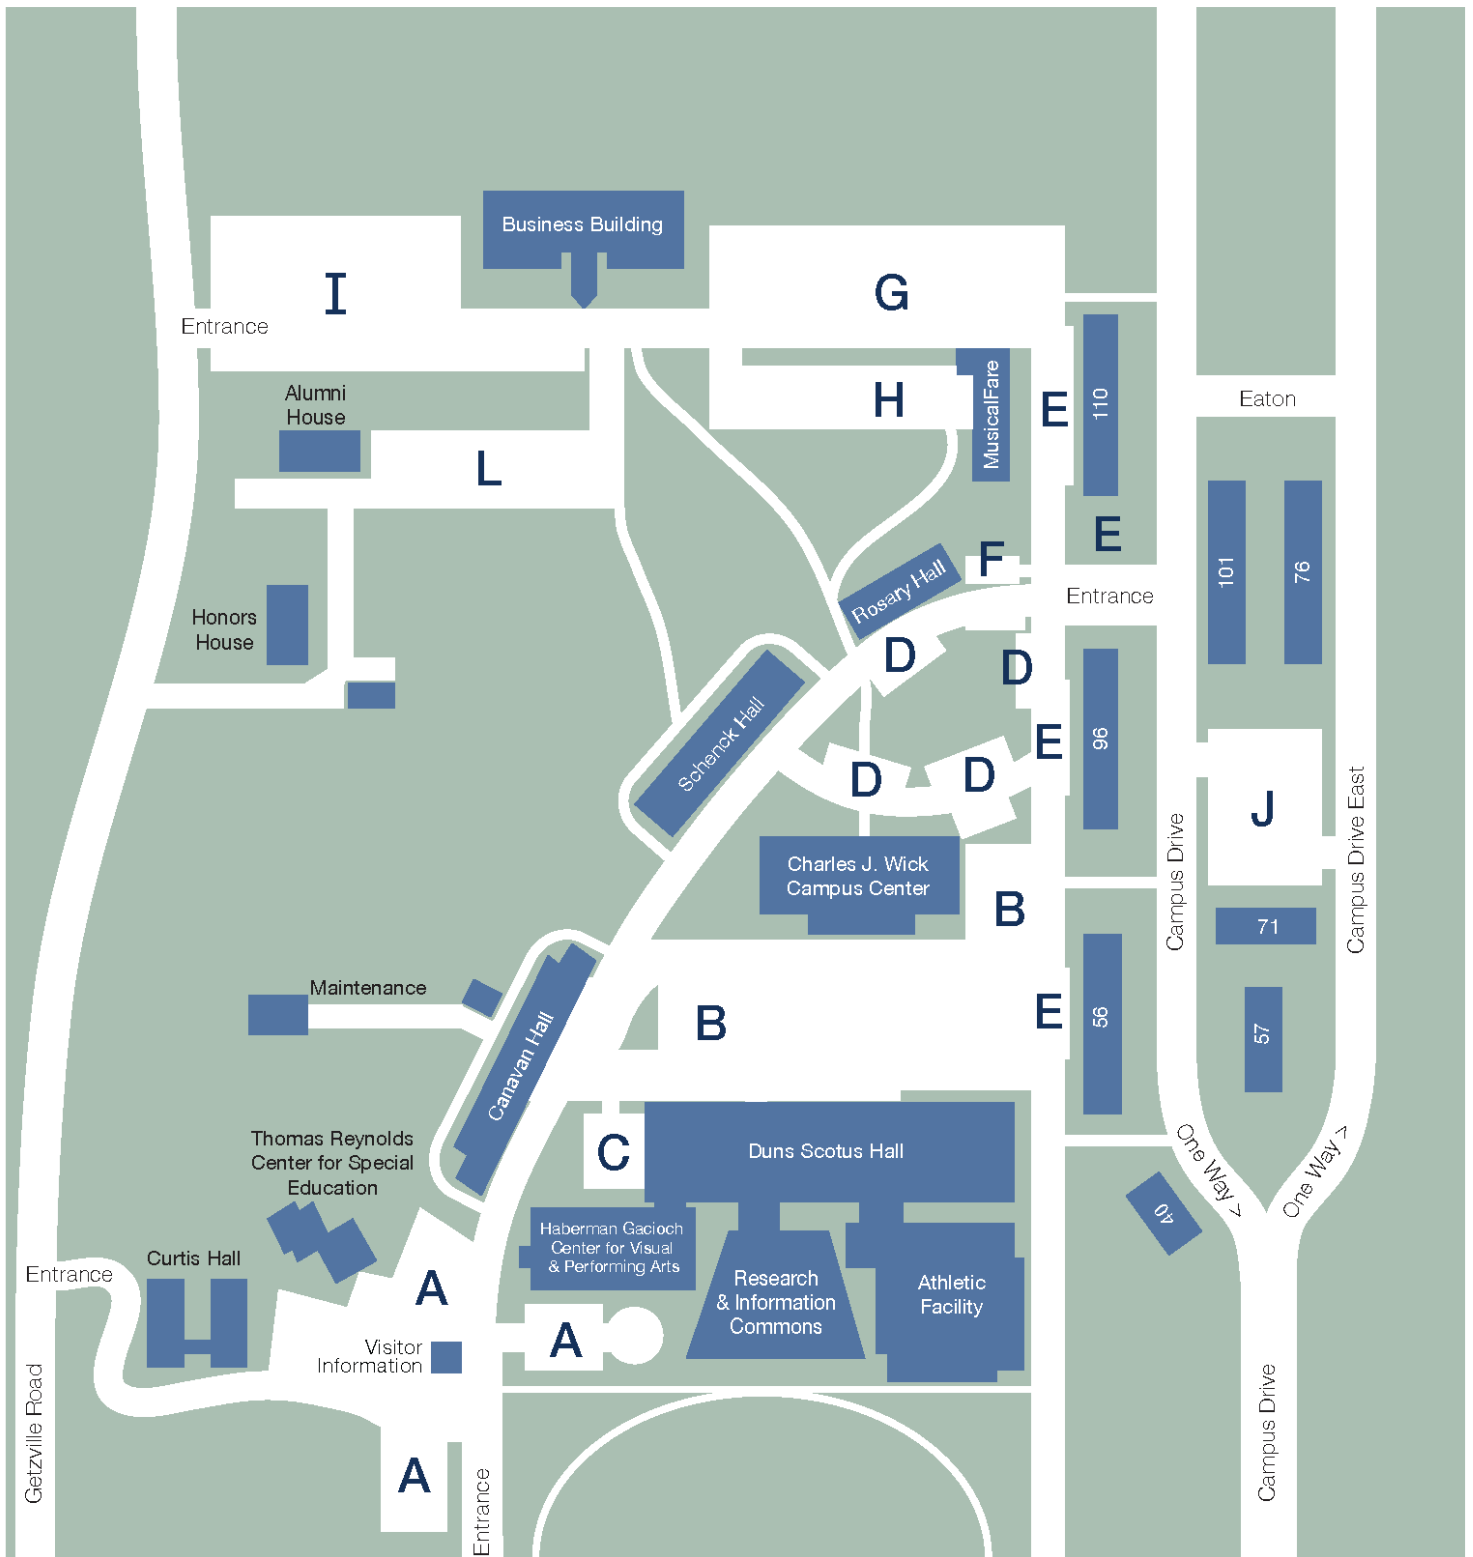 Business Building
I
G
Entrance
Alumni
House
H
MusicalFare
E
110
Eaton
L
E
F
Rosary Hall
Entrance
101
76
Honors
House
D
D
Schenck Hall
E
96
D
D
J
Charles J. Wick
Campus Center
B
Campus Drive
Campus Drive East
71
Maintenance
B
E
56
57
Canavan Hall
Thomas Reynolds
Center for Special
Education
C
Duns Scotus Hall
One Way >
One Way >
40
Haberman Gacioch
Center for Visual
& Performing Arts
Curtis Hall
Entrance
A
Research
& Information
Commons
Athletic
Facility
Visitor
Information
A
Getzville Road
A
Entrance
Campus Drive